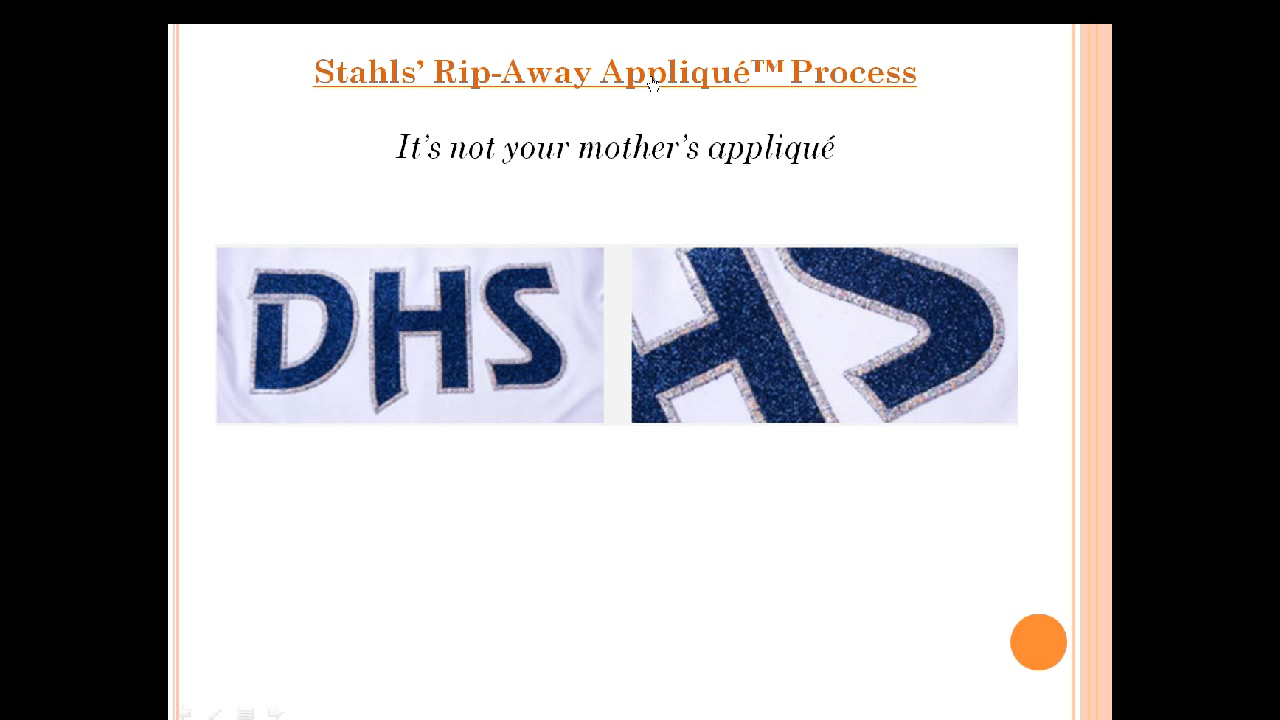 Stahls’ Rip-Away Appliqué™ Process
It’s not your mother’s appliqué
DHS
HS